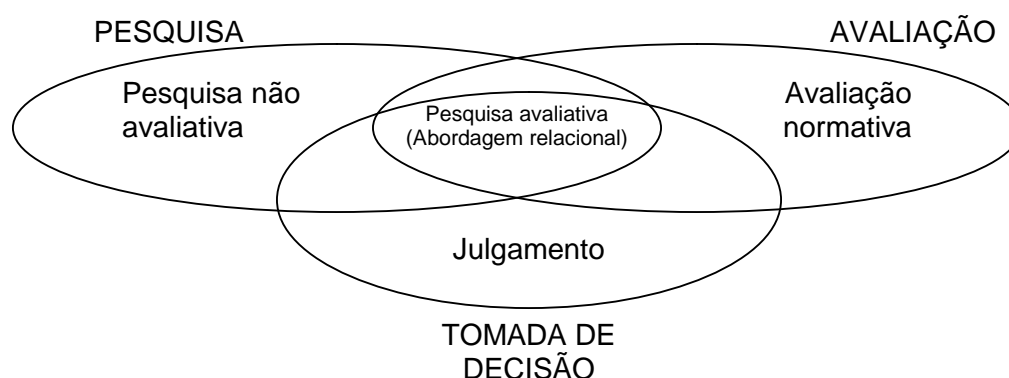 PESQUISA
AVALIAÇÃO
Pesquisa não
avaliativa
Pesquisa avaliativa
(Abordagem relacional)
Avaliação
normativa
Julgamento
TOMADA DE
DECISÃO